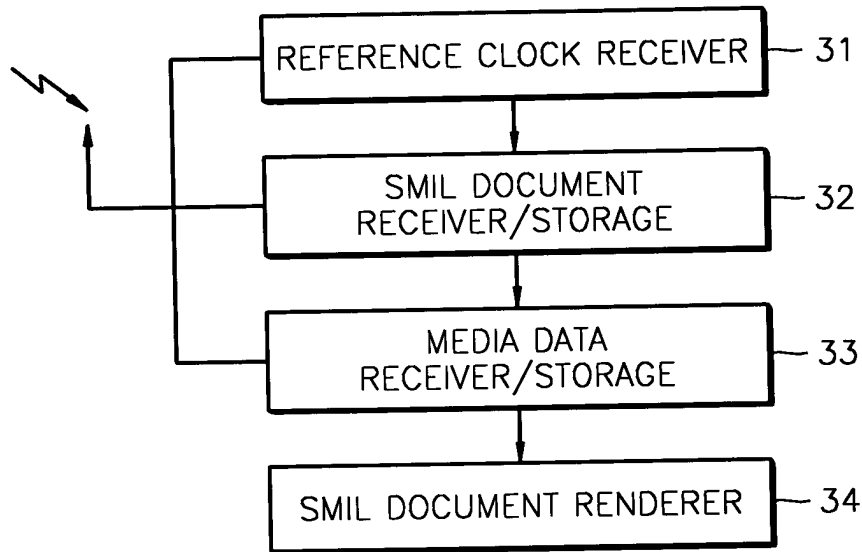 REFERENCE CLOCK RECEIVER
31
SMIL DOCUMENT
RECEIVER/STORAGE
32
MEDIA DATA
RECEIVER/STORAGE
33
SMIL DOCUMENT RENDERER
34